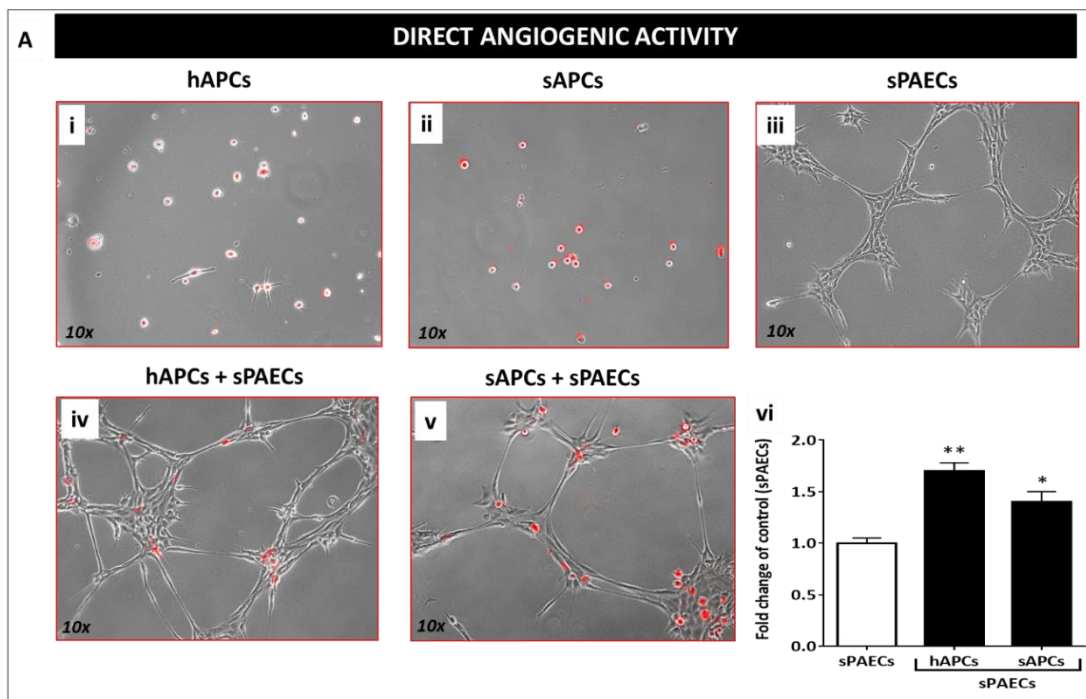 A
DIRECT ANGIOGENIC ACTIVITY
hAPCs
sAPCs
sPAECs
i
10x
ii
10x
iii
10x
hAPCs + sPAECs
sAPCs + sPAECs
iv
10x
v
10x
vi
Fold change of control (sPAECs)
2.0
1.5
1.0
0.5
0.0
**
*
sPAECs
hAPCs
sAPCs
sPAECs